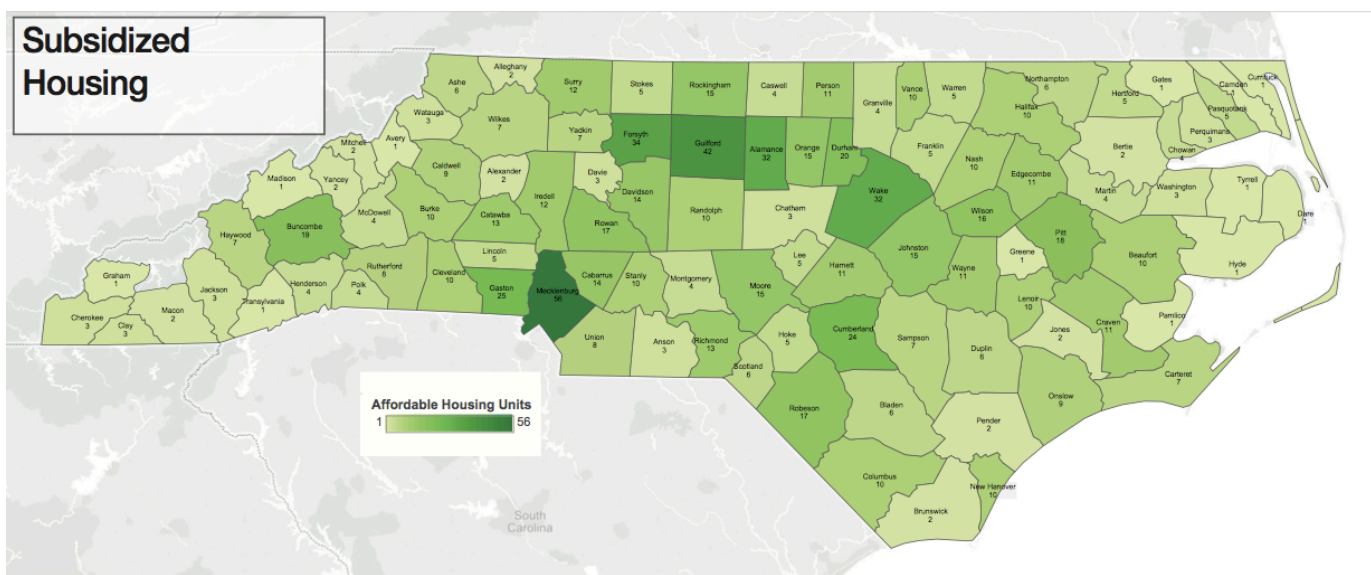 Subsidized
Housing
Alleghany
2
Ashe
6
Surry
12
Stokes
5
Rockingham
15
Caswell
4
Person
11
Granville
4
Vance
10
Warren
5
Northampton
6
Halifax
10
Hertford
5
Gates
1
Camden
1
Currituck
1
Pasquotank
5
Perquimans
3
Chowan
4
Watauga
3
Wilkes
7
Yadkin
7
Forsyth
34
Guilford
42
Alamance
32
Orange
15
Durham
20
Franklin
5
Nash
10
Edgecombe
11
Bertie
2
Martin
4
Washington
3
Tyrrell
1
Dare
1
Mitchell
2
Avery
1
Madison
1
Yancey
2
Caldwell
9
Alexander
2
Iredell
12
Davie
3
Davidson
14
Randolph
10
Chatham
3
Wake
32
Wilson
16
Pitt
18
Beaufort
10
Hyde
1
Haywood
7
Buncombe
19
McDowell
4
Burke
10
Catawba
13
Rowan
17
Lincoln
5
Lee
5
Harnett
11
Johnston
15
Wayne
11
Greene
1
Lenoir
10
Craven
11
Pamlico
1
Graham
1
Jackson
3
Henderson
4
Polk
4
Rutherford
8
Cleveland
10
Gaston
25
Mecklenburg
56
Cabarrus
14
Stanly
10
Montgomery
4
Moore
15
Cherokee
3
Clay
3
Macon
2
Transylvania
1
Union
8
Anson
3
Richmond
13
Hoke
5
Scotland
6
Cumberland
24
Sampson
7
Duplin
6
Jones
2
Onslow
9
Carteret
7
Robeson
17
Bladen
6
Pender
2
Columbus
10
New Hanover
10
Brunswick
2
Affordable Housing Units
1 56
South
Carolina